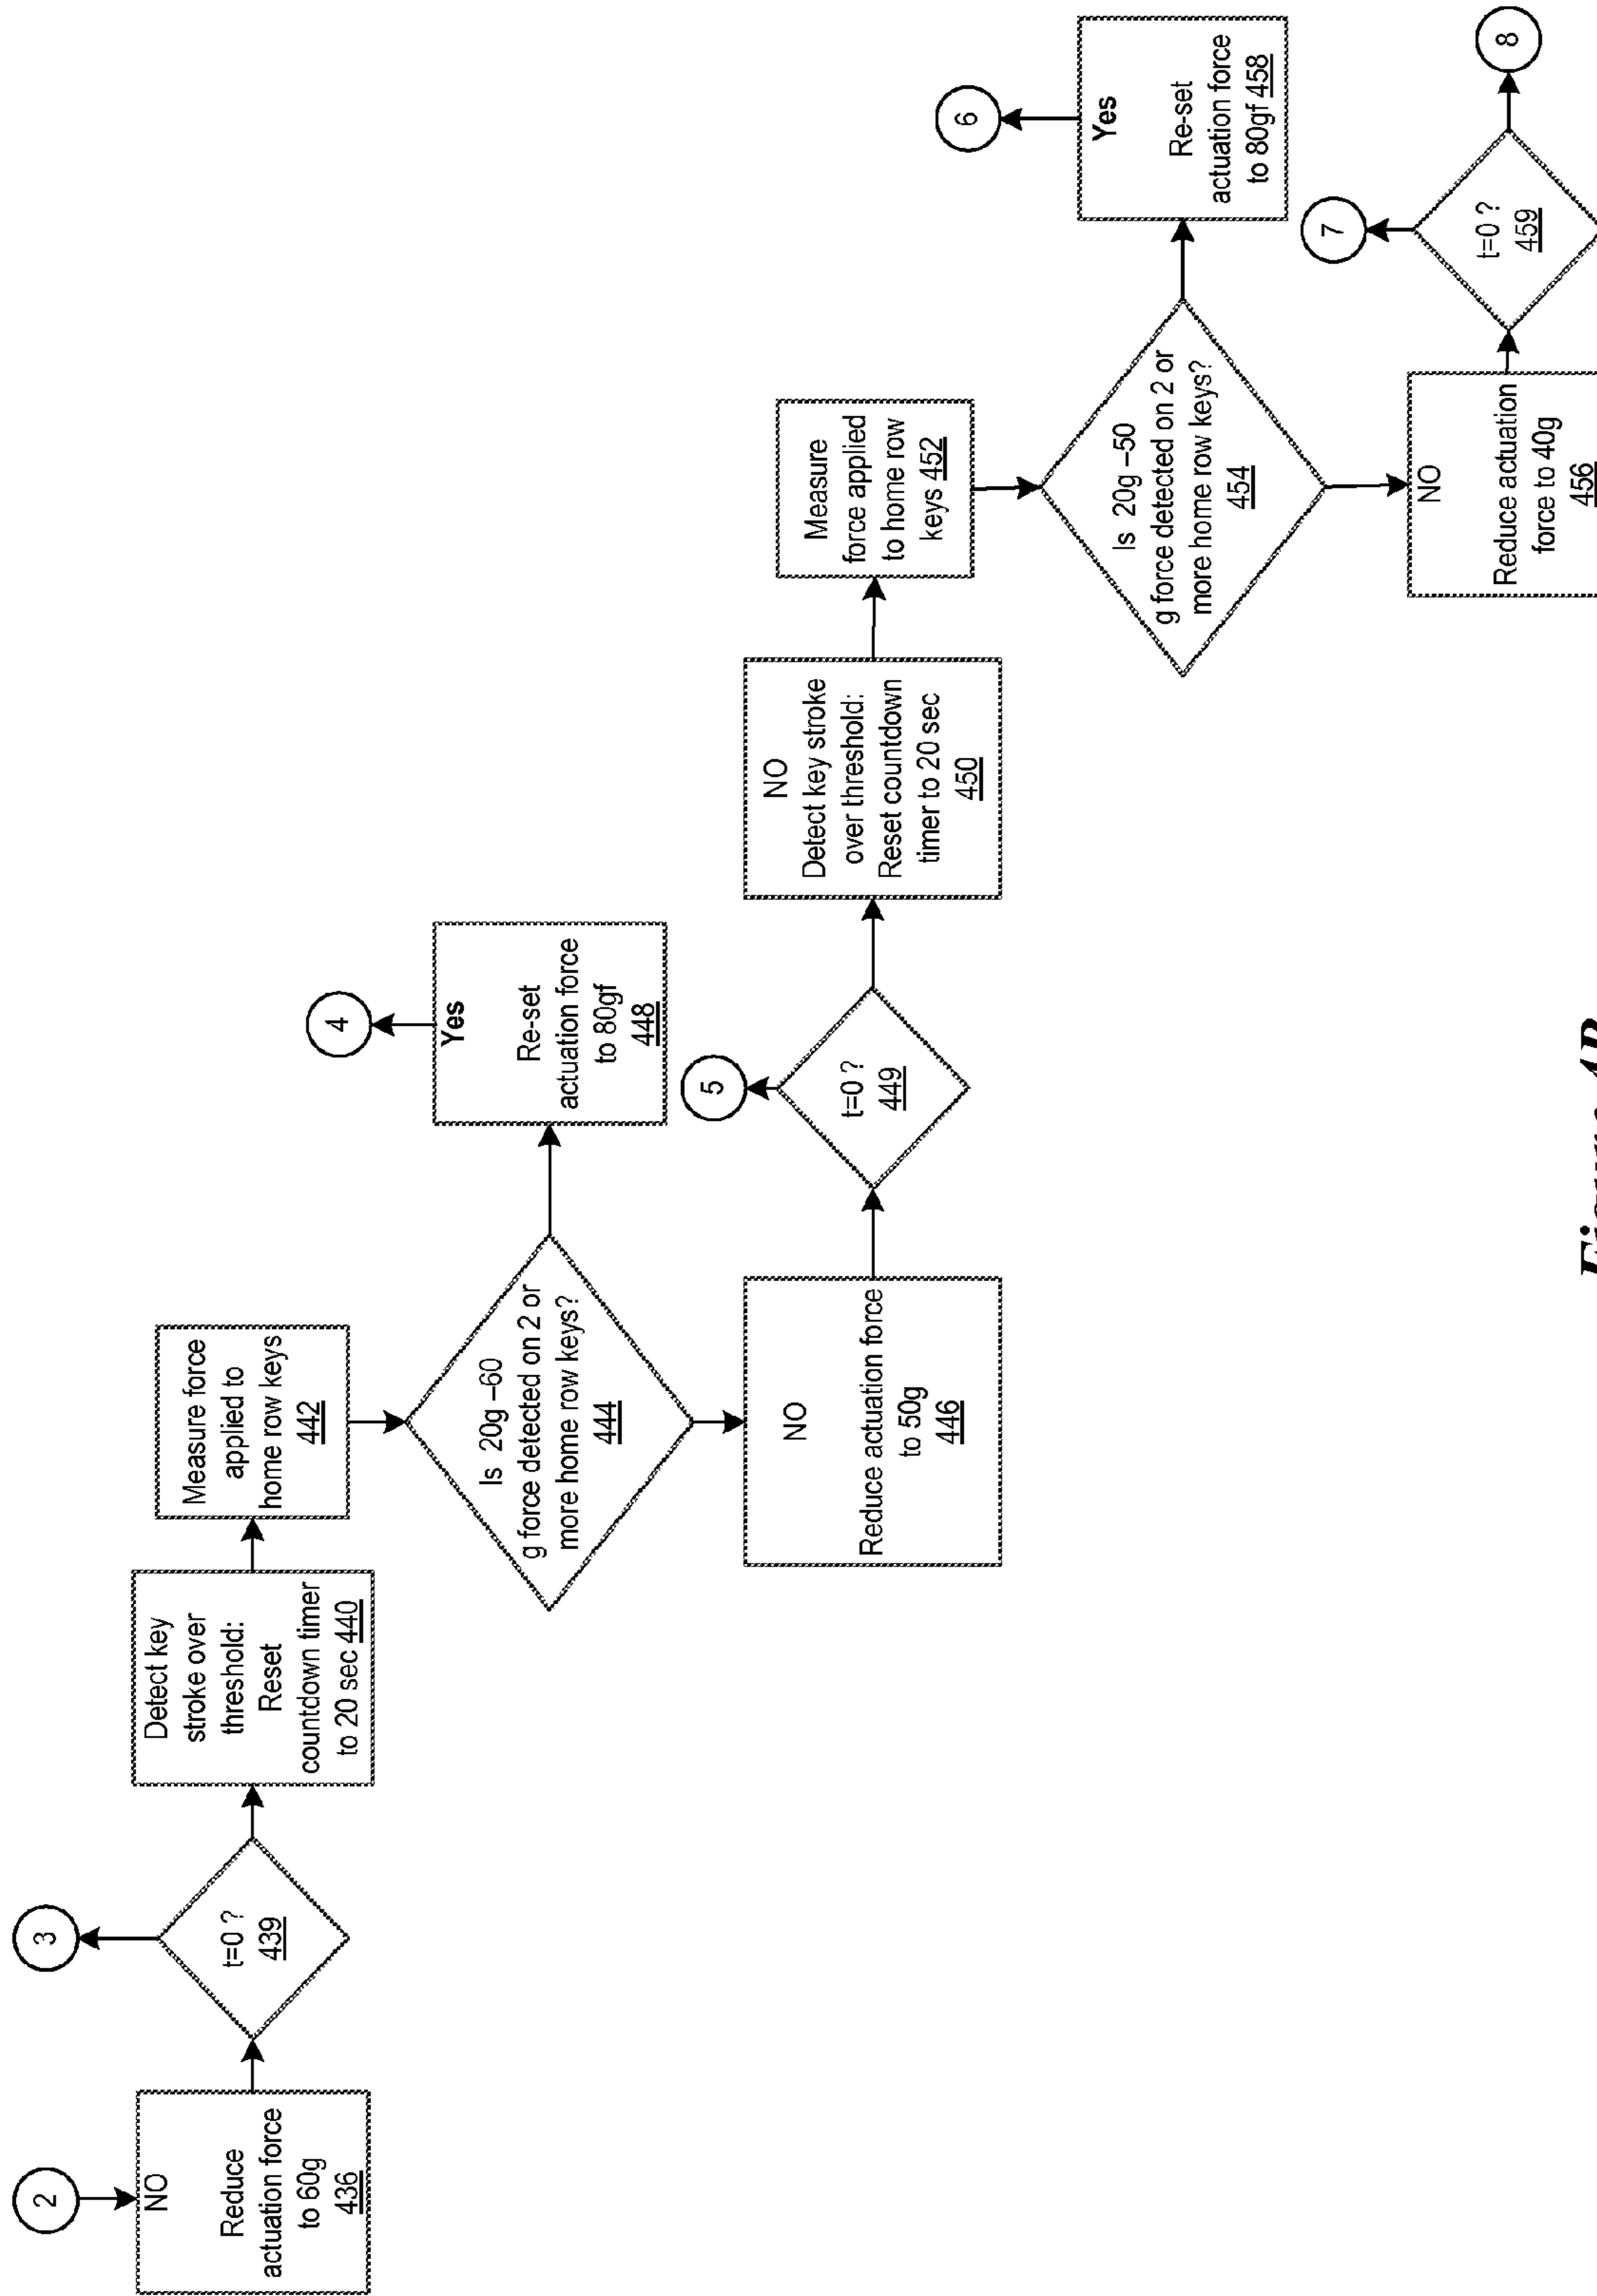 2
NO
Reduce
actuation force
to 60g
436
3
t=0 ?
439
Detect key
stroke over
threshold:
Reset
countdown timer
to 20 sec 440
Measure force
applied to
home row keys
442
Is 20g –60
g force detected on 2 or
more home row keys?
444
4
Yes
Re-set
actuation force
to 80gf
448
NO
Reduce actuation force
to 50g
446
5
t=0 ?
449
NO
Detect key stroke
over threshold:
Reset countdown
timer to 20 sec
450
Measure
force applied
to home row
keys 452
Is 20g –50
g force detected on 2 or
more home row keys?
454
6
Yes
Re-set
actuation force
to 80gf 458
NO
Reduce actuation
force to 40g
456
7
t=0 ?
459
8
Figure 4B